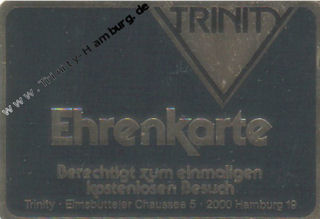 TRINITY
www.Trinity-Hamburg.de
Ehrenkarte
Berechtigt zum einmaligen
kostenlosen Besuch
Trinity · Eimsbütteler Chaussee 5 · 2000 Hamburg 19